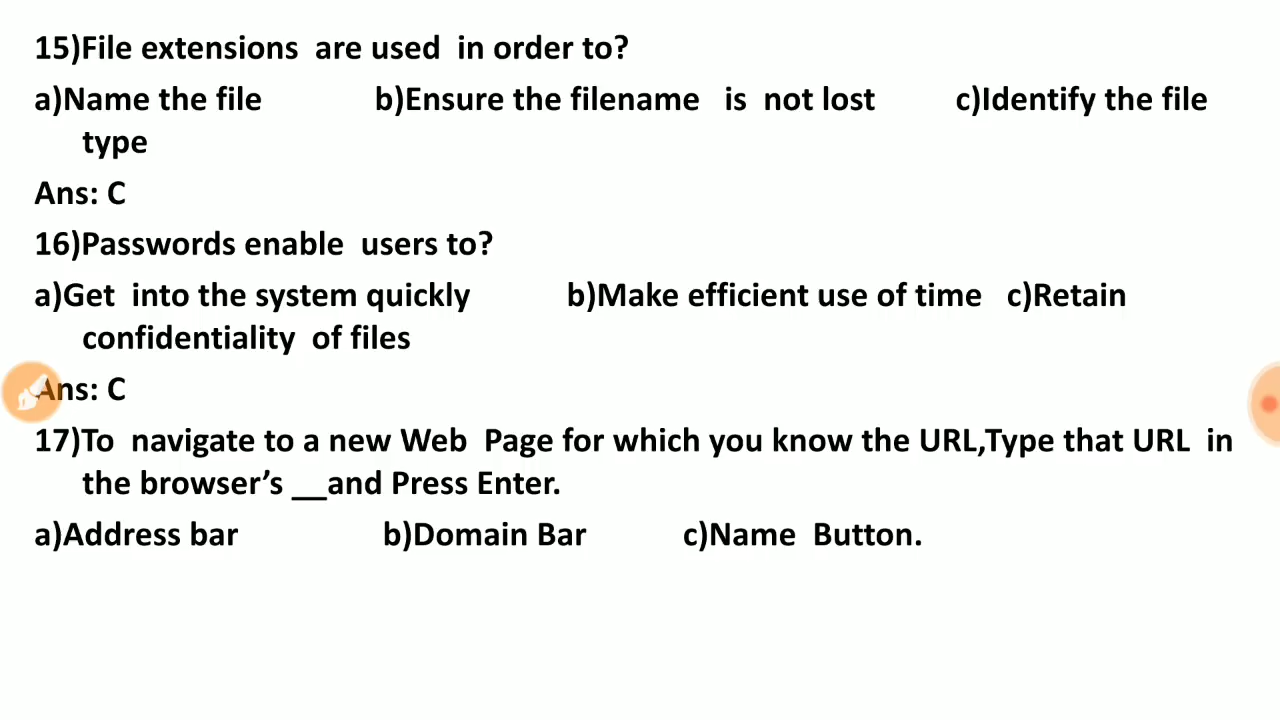 15)File extensions are used in order to?
a)Name the file b)Ensure the filename is not lost c)Identify the file
type
Ans: C
16)Passwords enable users to?
a)Get into the system quickly b)Make efficient use of time c)Retain
confidentiality of files
Ans: C
17)To navigate to a new Web Page for which you know the URL,Type that URL in
the browser’s __and Press Enter.
a)Address bar b)Domain Bar c)Name Button.